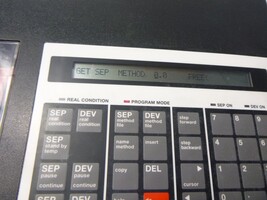 SET SEP METHOD 0.0 FREE
REAL CONDITION PROGRAM MODE SEP ON DEV ON
SEP real condition DEV real condition SEP method file DEV method file step forward
SEP stand by temp name method insert step backward
SEP pause continue DEV pause continue copy DEL cursor